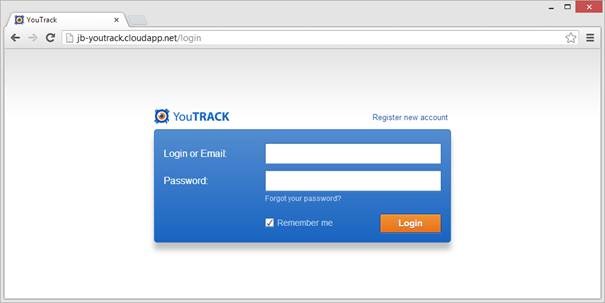 YouTrack
jb-youtrack.cloudapp.net/login
YouTRACK
Register new account
Login or Email:
Password:
Forgot your password?
Remember me
Login